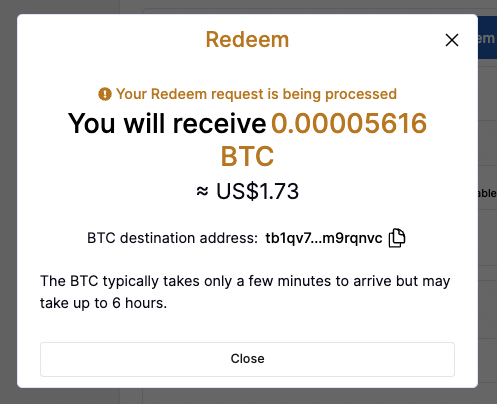 Redeem
Your Redeem request is being processed
You will receive 0.00005616
BTC
≈ US$1.73
BTC destination address: tb1qv7...m9rqnvc
The BTC typically takes only a few minutes to arrive but may
take up to 6 hours.
Close
em
able